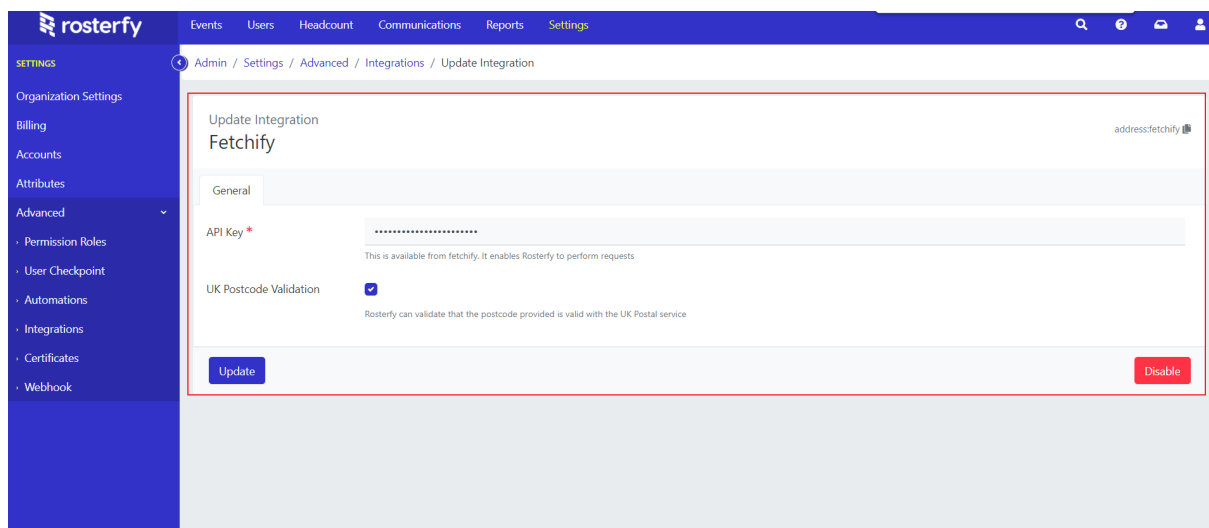 rosterfy
Events Users Headcount Communications Reports Settings
SETTINGS
Admin / Settings / Advanced / Integrations / Update Integration
Organization Settings
Billing
Accounts
Attributes
Advanced
Permission Roles
User Checkpoint
Automations
Integrations
Certificates
Webhook
Update Integration
Fetchify
address:fetchify
General
API Key *
••••••••••••••••••••••
This is available from fetchify. It enables Rosterfy to perform requests
UK Postcode Validation
Rosterfy can validate that the postcode provided is valid with the UK Postal service
Update
Disable